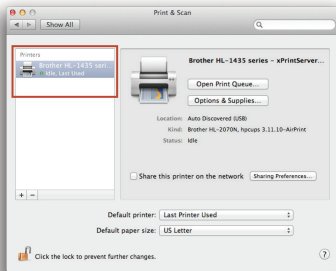 Print & Scan
Show All
Printers
Brother HL-1435 seri...
Idle, Last Used
Brother HL-1435 series - xPrintServer...
Open Print Queue...
Options & Supplies...
Location: Auto Discovered (USB)
Kind: Brother HL-2070N, hpcups 3.11.10-AirPrint
Status: Idle
Share this printer on the network
Sharing Preferences...
+ −
Default printer: Last Printer Used
Default paper size: US Letter
Click the lock to prevent further changes.
?